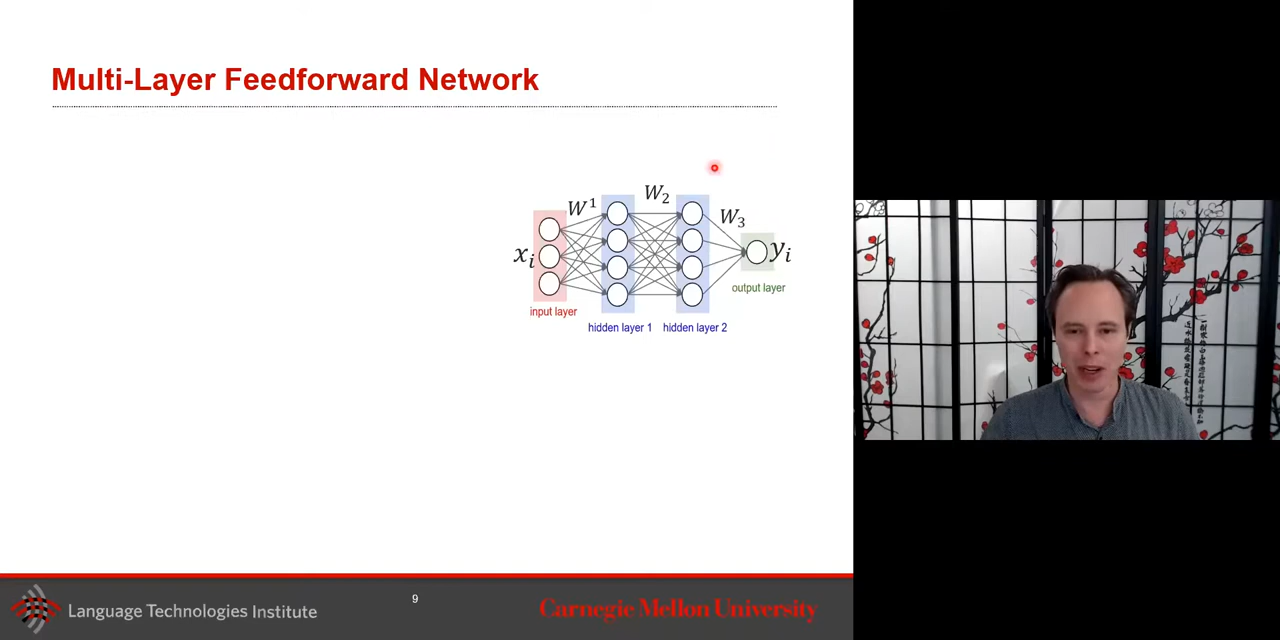 Multi-Layer Feedforward Network
W¹
W₂
W₃
xᵢ
yᵢ
input layer
hidden layer 1
hidden layer 2
output layer
9
Language Technologies Institute
Carnegie Mellon University